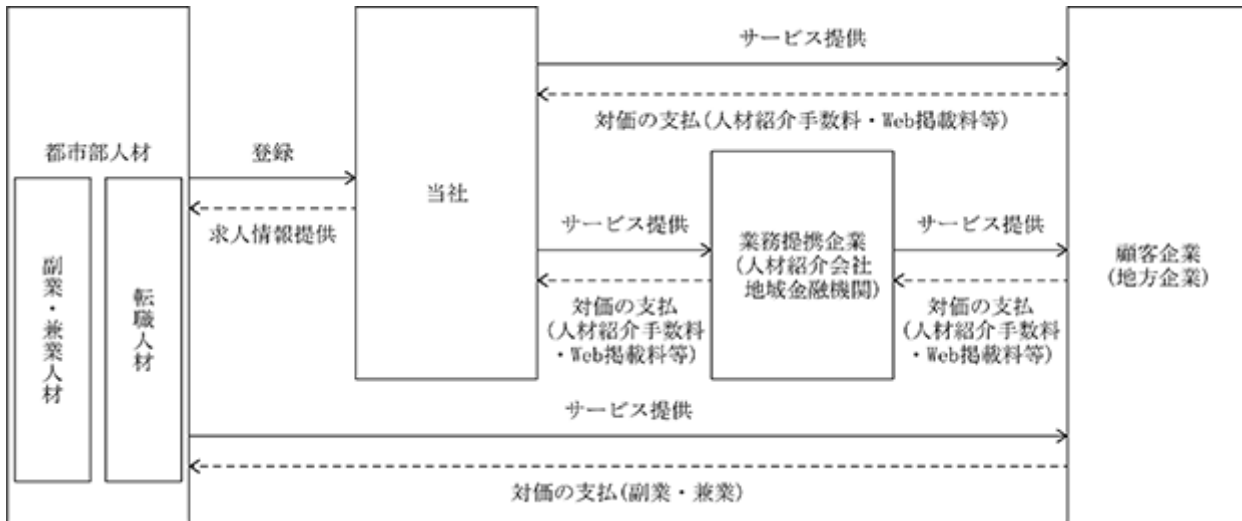 サービス提供
対価の支払(人材紹介手数料・Web掲載料等)
都市部人材
登録
当社
求人情報提供
サービス提供
業務提携企業
(人材紹介会社
地域金融機関)
サービス提供
顧客企業
(地方企業)
副業・兼業人材
転職人材
対価の支払
(人材紹介手数料
・Web掲載料等)
対価の支払
(人材紹介手数料
・Web掲載料等)
サービス提供
対価の支払(副業・兼業)